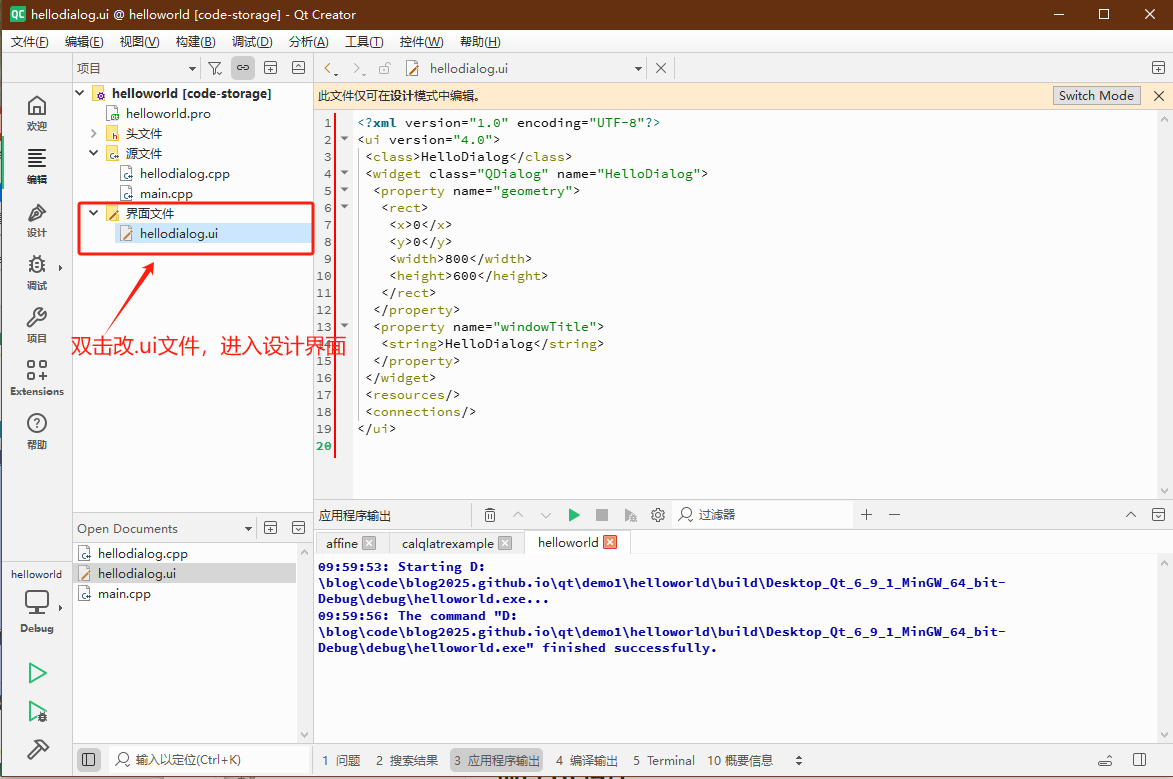 hellodialog.ui @ helloworld [code-storage] - Qt Creator
文件(F) 编辑(E) 视图(V) 构建(B) 调试(D) 分析(A) 工具(T) 控件(W) 帮助(H)
项目
hellodialog.ui
欢迎
编辑
设计
调试
项目
Extensions
帮助
helloworld
Debug
helloworld [code-storage]
helloworld.pro
头文件
源文件
hellodialog.cpp
main.cpp
界面文件
hellodialog.ui
双击改.ui文件，进入设计界面
Open Documents
hellodialog.cpp
hellodialog.ui
main.cpp
此文件仅可在设计模式中编辑。 Switch Mode
1 <?xml version="1.0" encoding="UTF-8"?>
2 <ui version="4.0">
3 <class>HelloDialog</class>
4 <widget class="QDialog" name="HelloDialog">
5 <property name="geometry">
6 <rect>
7 <x>0</x>
8 <y>0</y>
9 <width>800</width>
10 <height>600</height>
11 </rect>
12 </property>
13 <property name="windowTitle">
14 <string>HelloDialog</string>
15 </property>
16 </widget>
17 <resources/>
18 <connections/>
19 </ui>
20
应用程序输出 过滤器
affine calqlatrexample helloworld
09:59:53: Starting D:
\blog\code\blog2025.github.io\qt\demo1\helloworld\build\Desktop_Qt_6_9_1_MinGW_64_bit-
Debug\debug\helloworld.exe...
09:59:56: The command "D:
\blog\code\blog2025.github.io\qt\demo1\helloworld\build\Desktop_Qt_6_9_1_MinGW_64_bit-
Debug\debug\helloworld.exe" finished successfully.
输入以定位(Ctrl+K) 1 问题 2 搜索结果 3 应用程序输出 4 编译输出 5 Terminal 10 概要信息